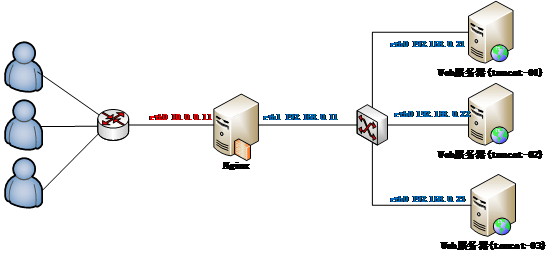 eth0 192.168.0.21
Web服务器(tomcat-01)
eth0 10.0.0.11
eth1 192.168.0.11
eth0 192.168.0.22
Nginx
Web服务器(tomcat-02)
eth0 192.168.0.23
Web服务器(tomcat-03)